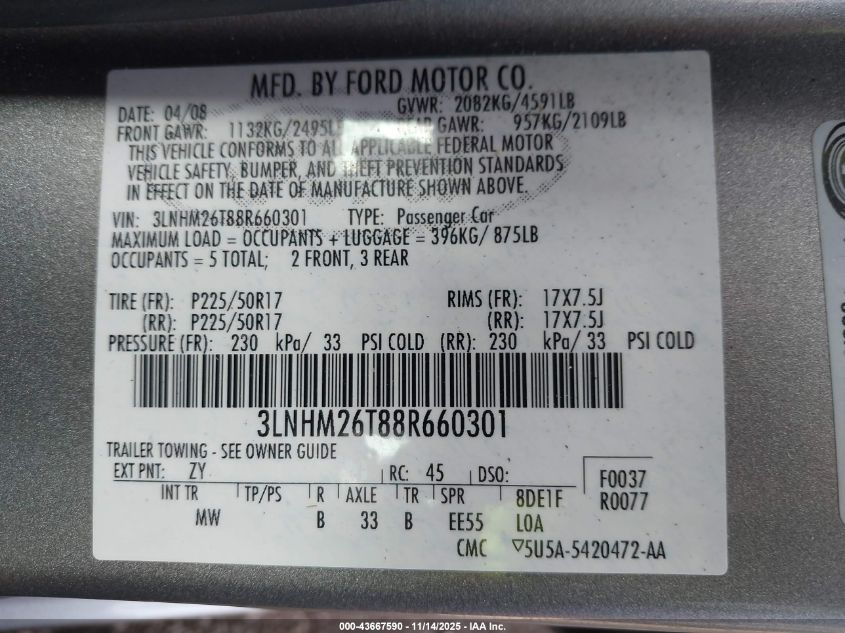 MFD. BY FORD MOTOR CO.
DATE: 04/08 GVWR: 2082KG/4591LB
FRONT GAWR: 1132KG/2495L GAWR: 957KG/2109LB
THIS VEHICLE CONFORMS TO ALL APPLICABLE FEDERAL MOTOR
VEHICLE SAFETY, BUMPER, AND THEFT PREVENTION STANDARDS
IN EFFECT ON THE DATE OF MANUFACTURE SHOWN ABOVE.
VIN: 3LNHM26T88R660301 TYPE: Passenger Car
MAXIMUM LOAD = OCCUPANTS + LUGGAGE = 396KG/ 875LB
OCCUPANTS = 5 TOTAL; 2 FRONT, 3 REAR
TIRE (FR): P225/50R17 RIMS (FR): 17X7.5J
(RR): P225/50R17 (RR): 17X7.5J
PRESSURE (FR): 230 kPa/ 33 PSI COLD (RR): 230 kPa/ 33 PSI COLD
3LNHM26T88R660301
TRAILER TOWING - SEE OWNER GUIDE
EXT PNT: ZY RC: 45 DSO: F0037
INT TR TP/PS R AXLE TR SPR 8DE1F R0077
MW B 33 B EE55 LOA
CMC ▽5U5A-5420472-AA
000-43667590 - 11/14/2025 - IAA Inc.